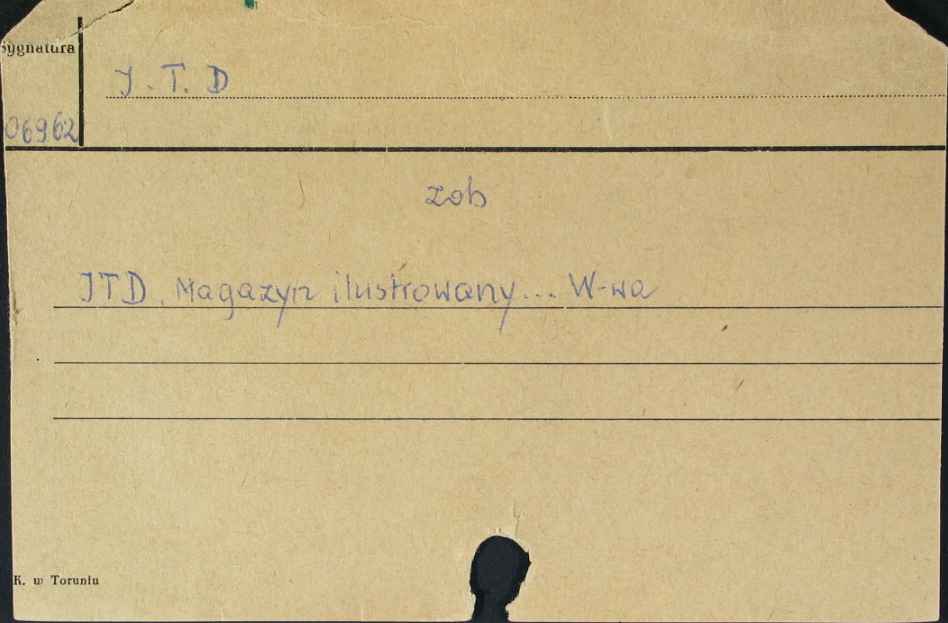 Sygnatura
J. T. D
06962
zob
JTD. Magazyn ilustrowany... W-wa
K. w Toruniu